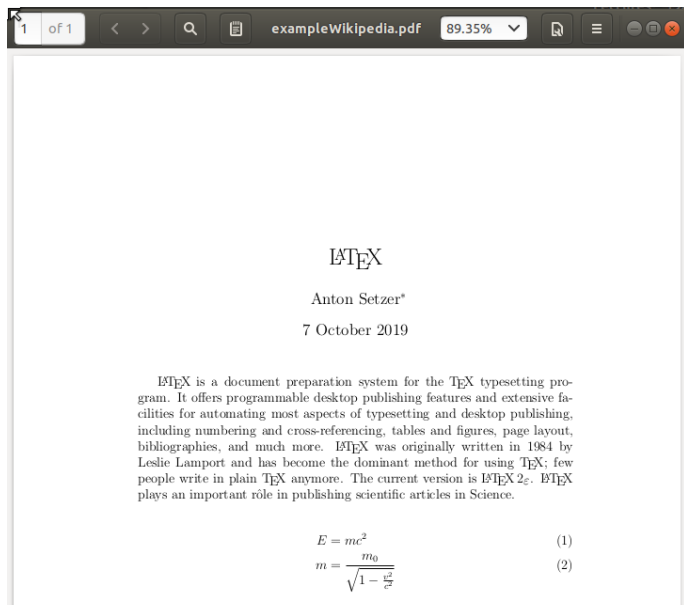 1 of 1 exampleWikipedia.pdf 89.35%
LATEX
Anton Setzer*
7 October 2019
LATEX is a document preparation system for the TEX typesetting pro-
gram. It offers programmable desktop publishing features and extensive fa-
cilities for automating most aspects of typesetting and desktop publishing,
including numbering and cross-referencing, tables and figures, page layout,
bibliographies, and much more. LATEX was originally written in 1984 by
Leslie Lamport and has become the dominant method for using TEX; few
people write in plain TEX anymore. The current version is LATEX 2ε. LATEX
plays an important rôle in publishing scientific articles in Science.
E = mc² (1)
m = m₀ / √(1 − v²/c²) (2)